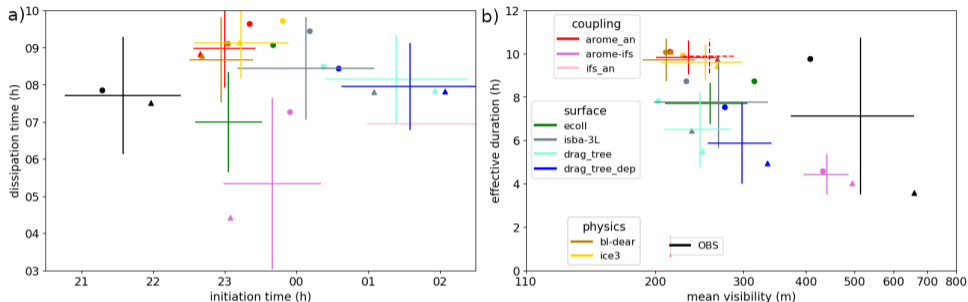 a)
dissipation time (h)
10
09
08
07
06
05
04
03
21
22
23
00
01
02
initiation time (h)
b)
effective duration (h)
12
10
8
6
4
2
0
110
200
300
400
500
600
700
800
mean visibility (m)
coupling
arome_an
arome-ifs
ifs_an
surface
ecoII
isba-3L
drag_tree
drag_tree_dep
physics
bl-dear
ice3
OBS